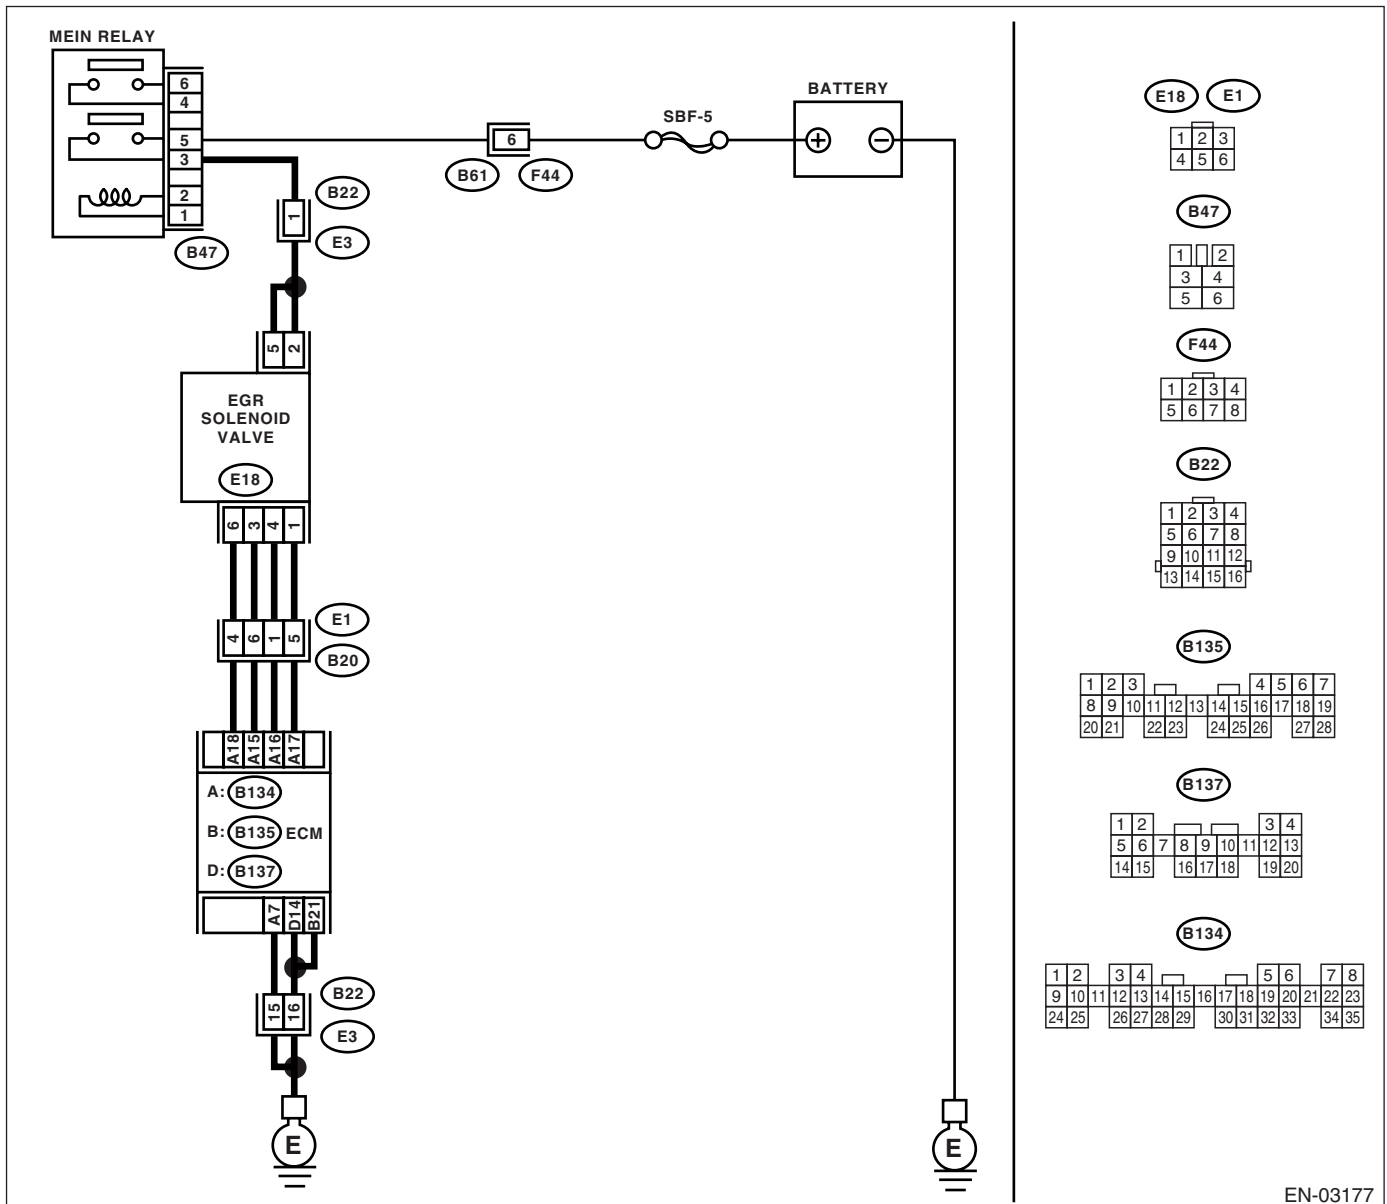 MEIN RELAY
6
4
5
3
2
1
B47
6
B61 F44
SBF-5
BATTERY
+ −
1
B22
E3
5 2
EGR
SOLENOID
VALVE
E18
6 3 4 1
E1
4 6 1 5
B20
A18 A15 A16 A17
A: B134
B: B135 ECM
D: B137
A7 D14 B21
B22
15 16
E3
E
E
E18 E1
1 2 3
4 5 6
B47
1 2
3 4
5 6
F44
1 2 3 4
5 6 7 8
B22
1 2 3 4
5 6 7 8
9 10 11 12
13 14 15 16
B135
1 2 3 4 5 6 7
8 9 10 11 12 13 14 15 16 17 18 19
20 21 22 23 24 25 26 27 28
B137
1 2 3 4
5 6 7 8 9 10 11 12 13
14 15 16 17 18 19 20
B134
1 2 3 4 5 6 7 8
9 10 11 12 13 14 15 16 17 18 19 20 21 22 23
24 25 26 27 28 29 30 31 32 33 34 35
EN-03177